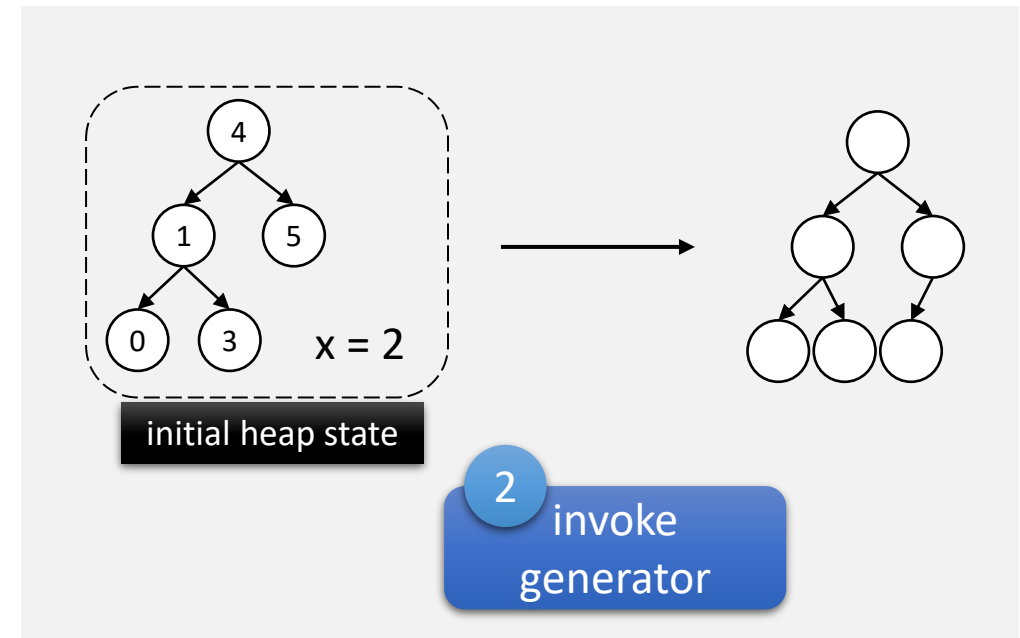 4
1
5
0
3
x = 2
initial heap state
2
invoke
generator